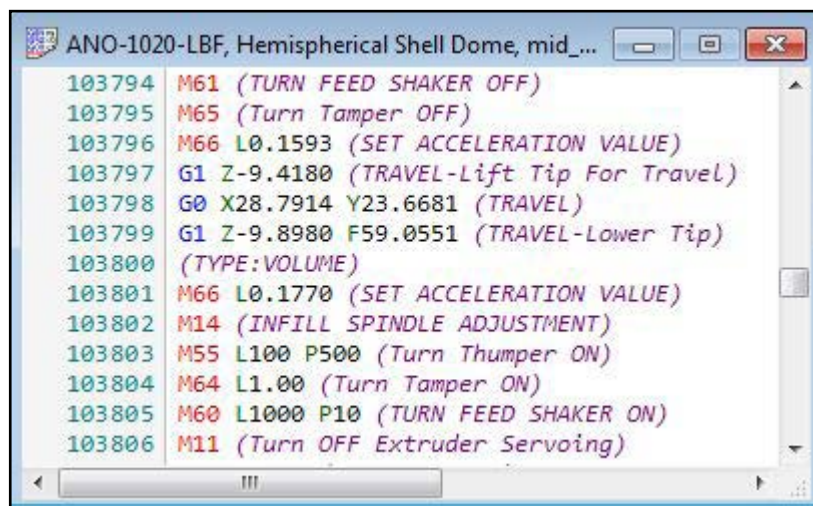 ANO-1020-LBF, Hemispherical Shell Dome, mid_...
103794 M61 (TURN FEED SHAKER OFF)
103795 M65 (Turn Tamper OFF)
103796 M66 L0.1593 (SET ACCELERATION VALUE)
103797 G1 Z-9.4180 (TRAVEL-Lift Tip For Travel)
103798 G0 X28.7914 Y23.6681 (TRAVEL)
103799 G1 Z-9.8980 F59.0551 (TRAVEL-Lower Tip)
103800 (TYPE:VOLUME)
103801 M66 L0.1770 (SET ACCELERATION VALUE)
103802 M14 (INFILL SPINDLE ADJUSTMENT)
103803 M55 L100 P500 (Turn Thumper ON)
103804 M64 L1.00 (Turn Tamper ON)
103805 M60 L1000 P10 (TURN FEED SHAKER ON)
103806 M11 (Turn OFF Extruder Servoing)